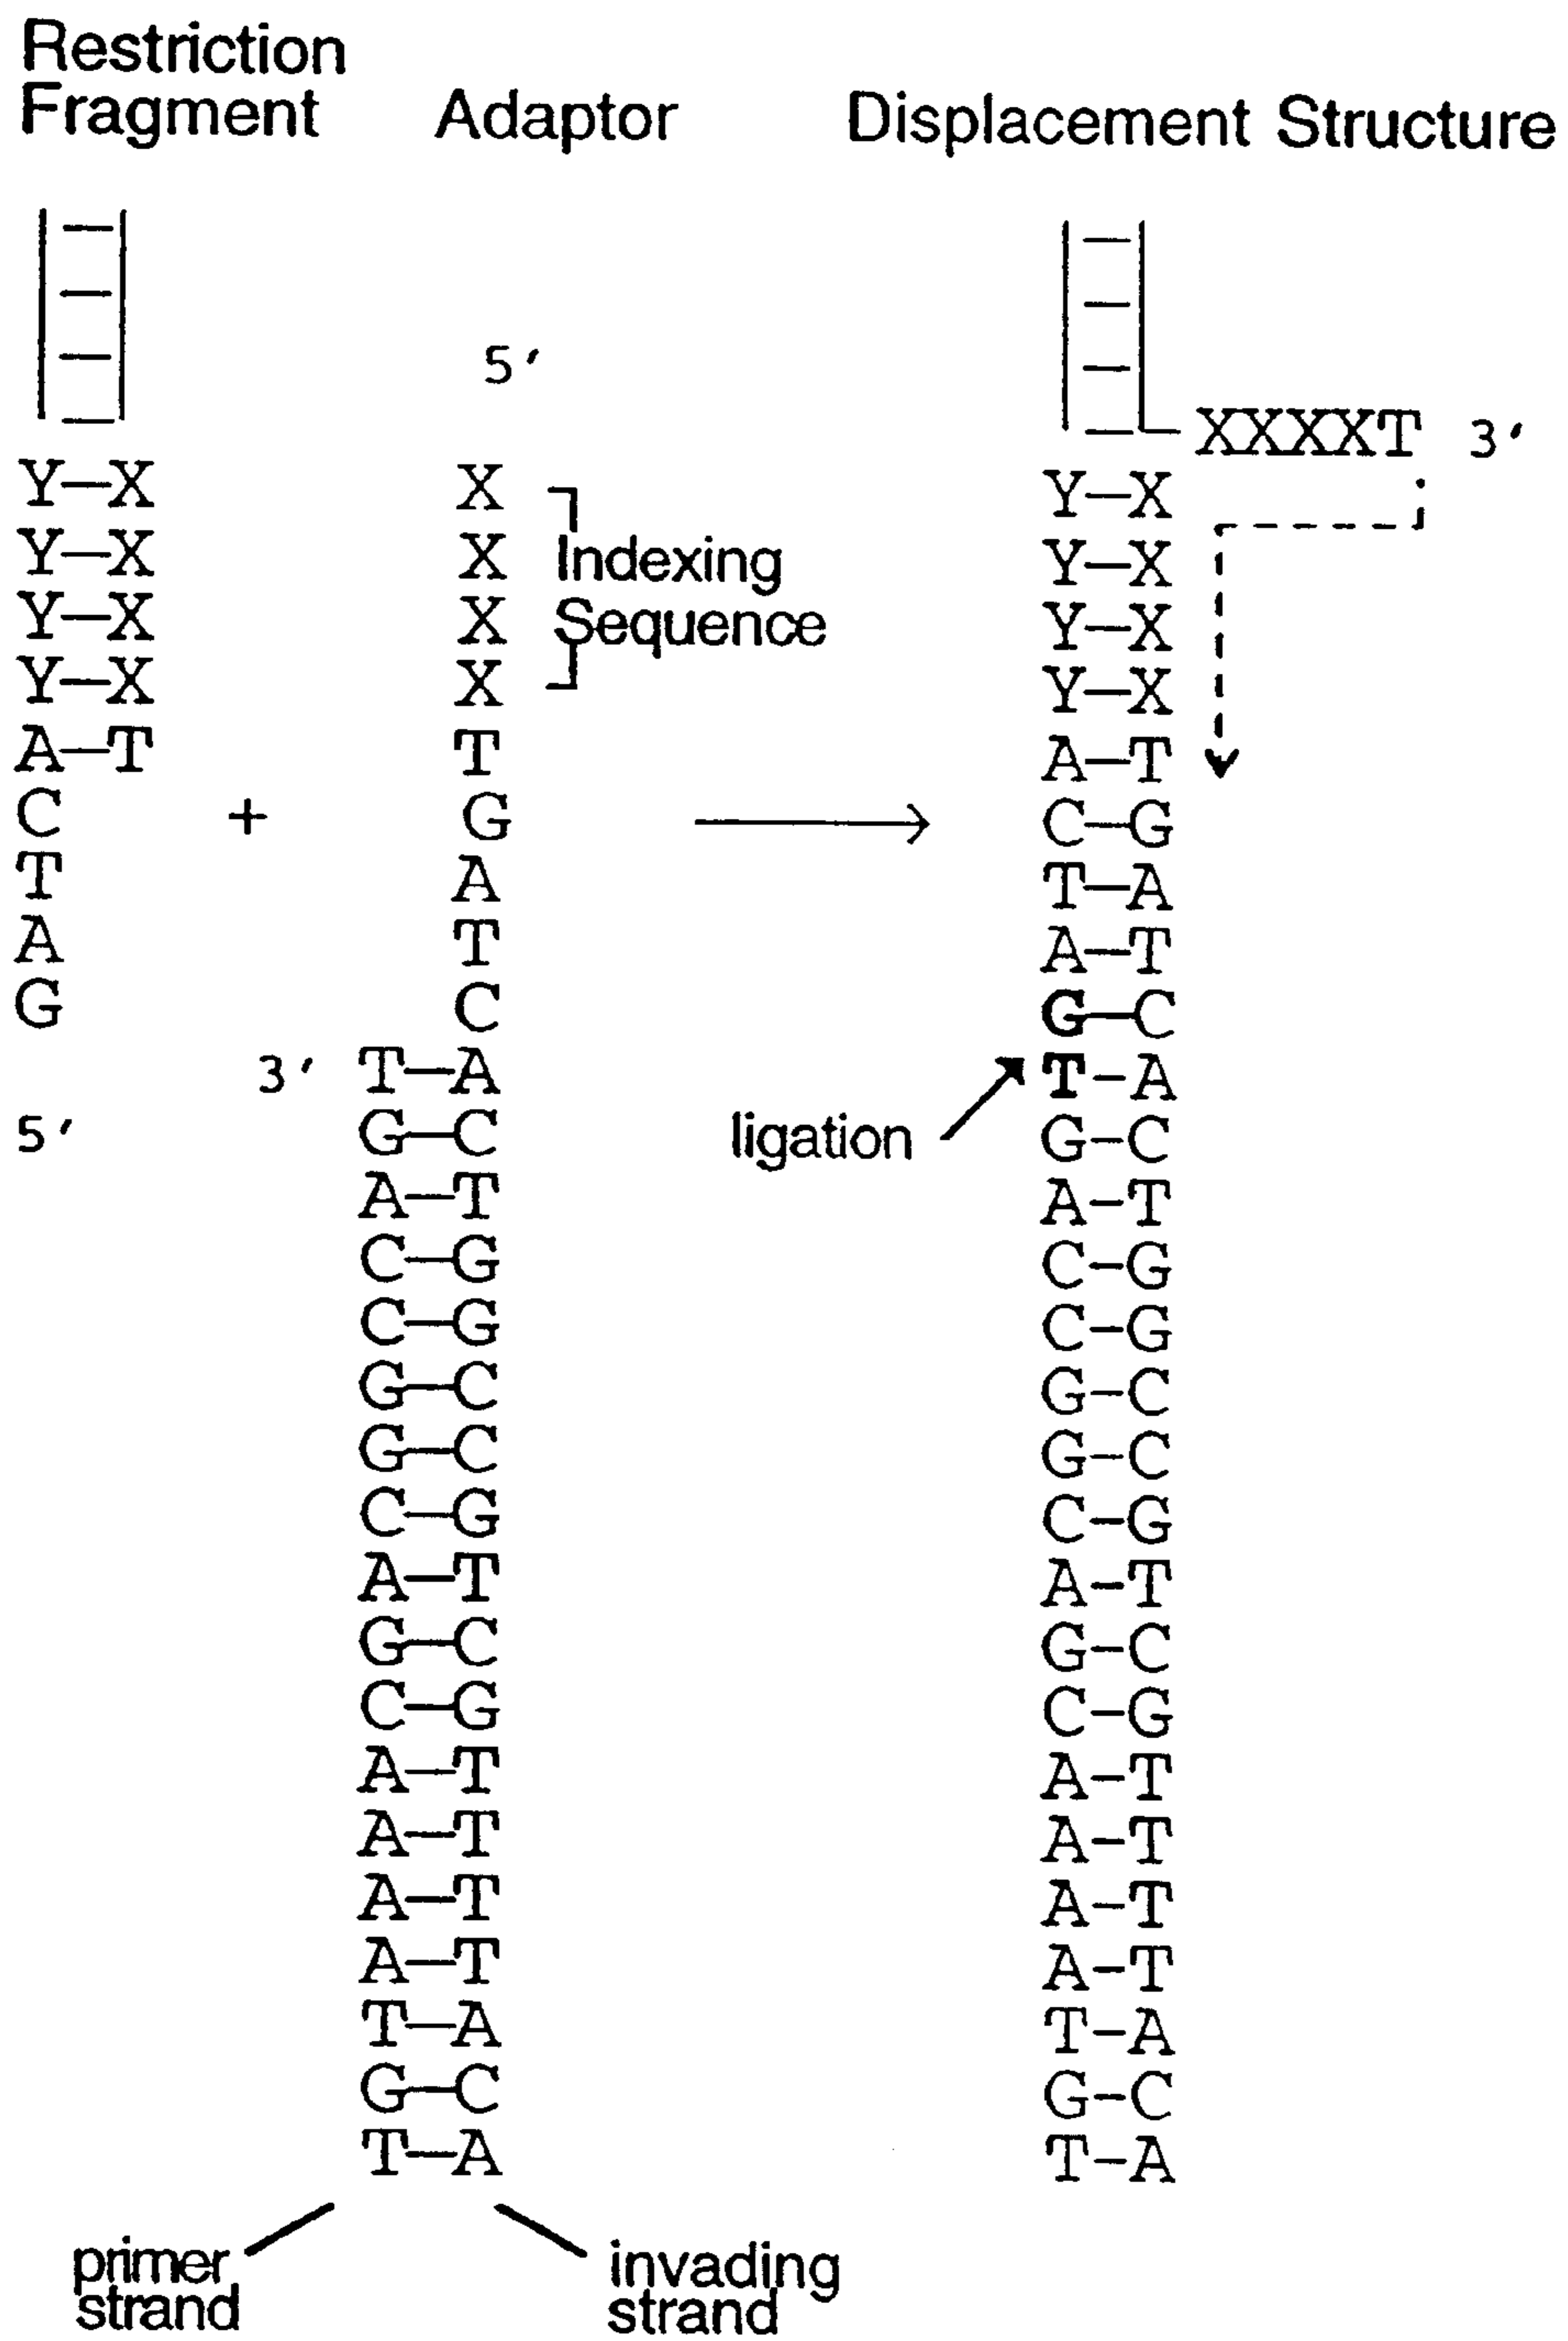 Restriction
Fragment
Adaptor
Displacement Structure
5′
XXXXT 3′
Y—X X Y—X
Y—X X Indexing Y—X
Y—X X Sequence Y—X
Y—X X Y—X
A—T T A—T
C + G C—G
T A T—A
A T A—T
G C G—C
3′ T—A T—A
5′ G—C ligation G—C
A—T A—T
C—G C—G
C—G C—G
G—C G—C
G—C G—C
C—G C—G
A—T A—T
G—C G—C
C—G C—G
A—T A—T
A—T A—T
A—T A—T
A—T A—T
T—A T—A
G—C G—C
T—A T—A
primer
strand
invading
strand